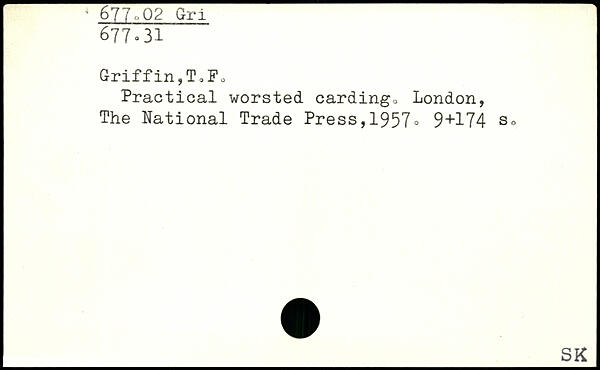 677.02 Gri
677.31
Griffin,T.F.
Practical worsted carding. London,
The National Trade Press,1957. 9+174 s.
SK